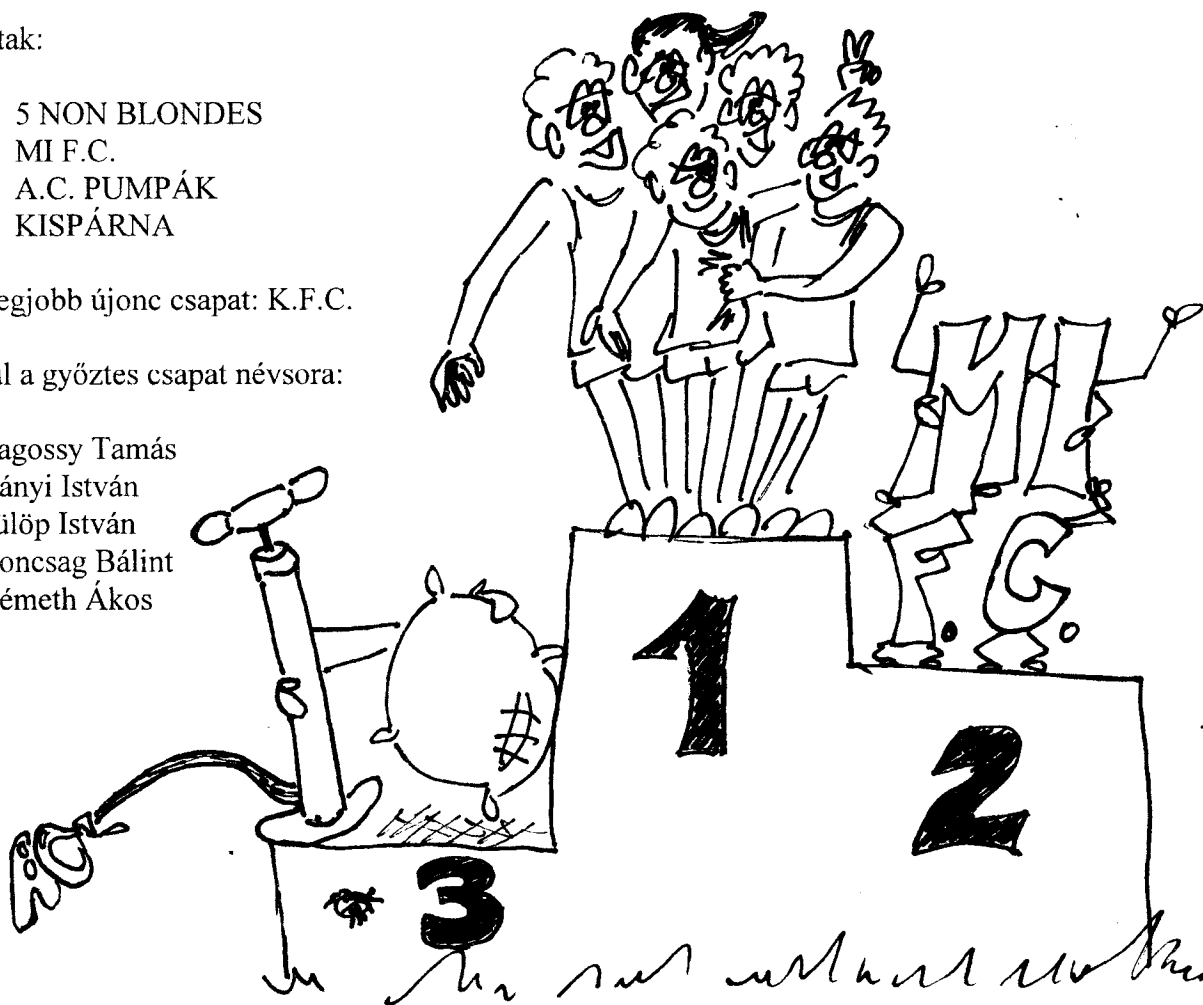 tak:
5 NON BLONDES
MI F.C.
A.C. PUMPÁK
KISPÁRNA
egjobb újonc csapat: K.F.C.
ul a győztes csapat névsora:
agossy Tamás
ányi István
ülöp István
oncsag Bálint
émeth Ákos
MI
F.C.
1
2
3